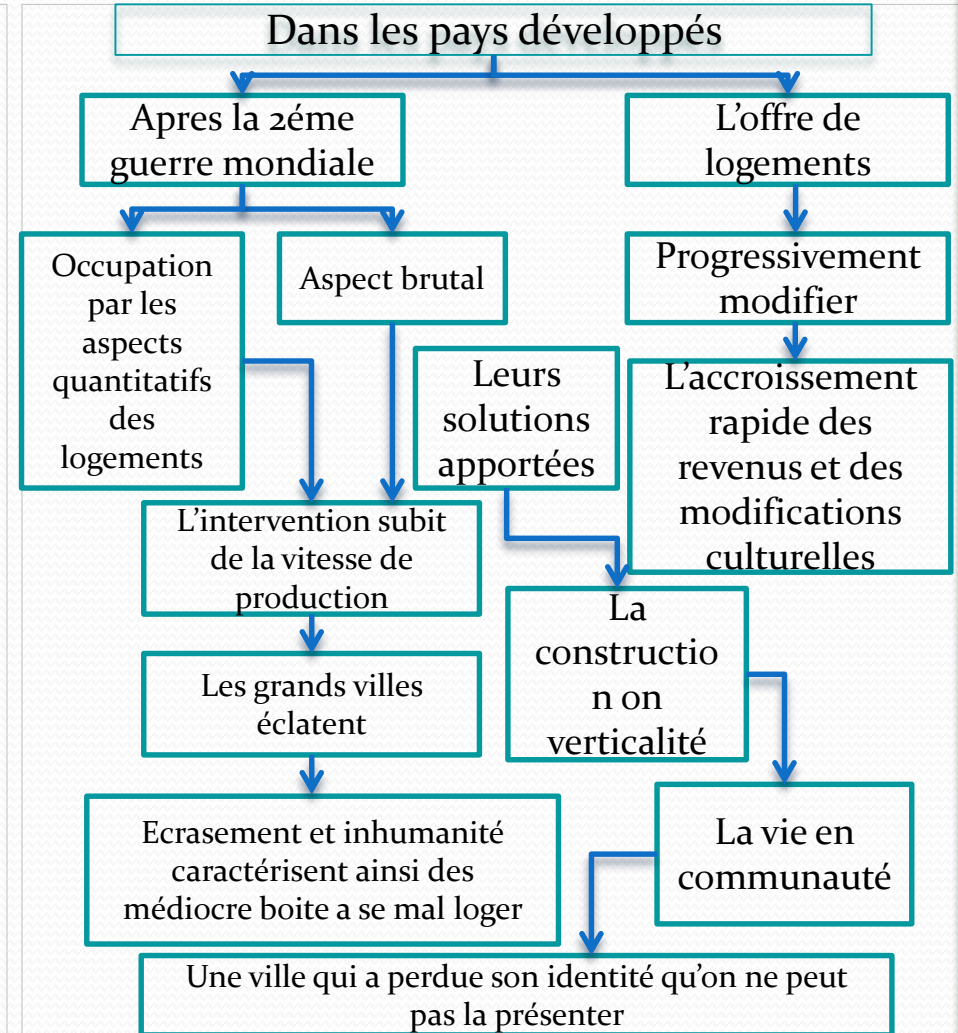 Dans les pays développés
Apres la 2éme
guerre mondiale
L'offre de
logements
Occupation
par les
aspects
quantitatifs
des
logements
Aspect brutal
Progressivement
modifier
Leurs
solutions
apportées
L'accroissement
rapide des
revenus et des
modifications
culturelles
L'intervention subit
de la vitesse de
production
La
constructio
n on
verticalité
Les grands villes
éclatent
Ecrasement et inhumanité
caractérisent ainsi des
médiocre boite a se mal loger
La vie en
communauté
Une ville qui a perdue son identité qu'on ne peut
pas la présenter